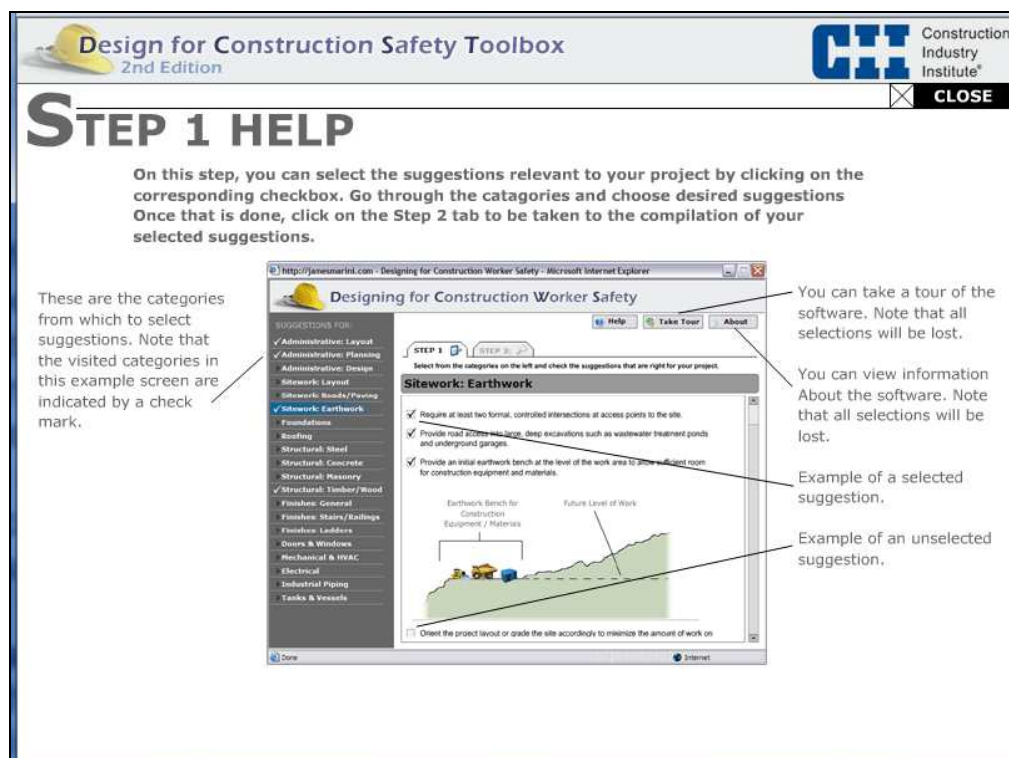 Design for Construction Safety Toolbox
2nd Edition
CII
Construction
Industry
Institute®
CLOSE
STEP 1 HELP
On this step, you can select the suggestions relevant to your project by clicking on the
corresponding checkbox. Go through the catagories and choose desired suggestions
Once that is done, click on the Step 2 tab to be taken to the compilation of your
selected suggestions.
These are the categories
from which to select
suggestions. Note that
the visited categories in
this example screen are
indicated by a check
mark.
http://janesmarini.com - Designing for Construction Worker Safety - Microsoft Internet Explorer
Designing for Construction Worker Safety
SUGGESTIONS FOR:
Administrative: Layout
Administrative: Planning
Administrative: Design
Sitework: Layout
Sitework: Roads/Paving
Sitework: Earthwork
Foundations
Roofing
Structural: Steel
Structural: Concrete
Structural: Masonry
Structural: Timber/Wood
Finishes: General
Finishes: Stairs/Railings
Finishes: Ladders
Doors & Windows
Mechanical & HVAC
Electrical
Industrial Piping
Tanks & Vessels
Help
Take Tour
About
STEP 1
STEP 2:
Select from the categories on the left and check the suggestions that are right for your project.
Sitework: Earthwork
Require at least two formal, controlled intersections at access points to the site.
Provide road access into large, deep excavations such as wastewater treatment ponds
and underground garages.
Provide an initial earthwork bench at the level of the work area to allow sufficient room
for construction equipment and materials.
Earthwork Bench for
Construction
Equipment / Materials
Future Level of Work
Orient the project layout or grade the site accordingly to minimize the amount of work on
Done
Internet
You can take a tour of the
software. Note that all
selections will be lost.
You can view information
About the software. Note
that all selections will be
lost.
Example of a selected
suggestion.
Example of an unselected
suggestion.